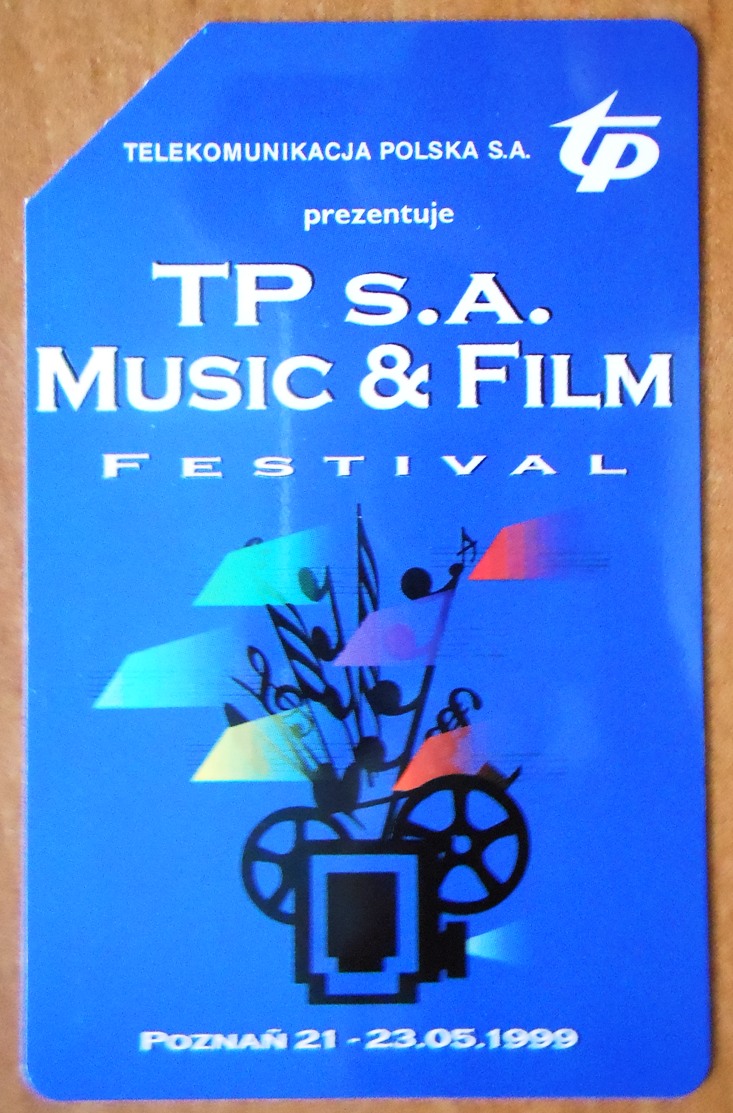 TELEKOMUNIKACJA POLSKA S.A. tp
prezentuje
TP S.A.
MUSIC & FILM
FESTIVAL
POZNAŃ 21 - 23.05.1999